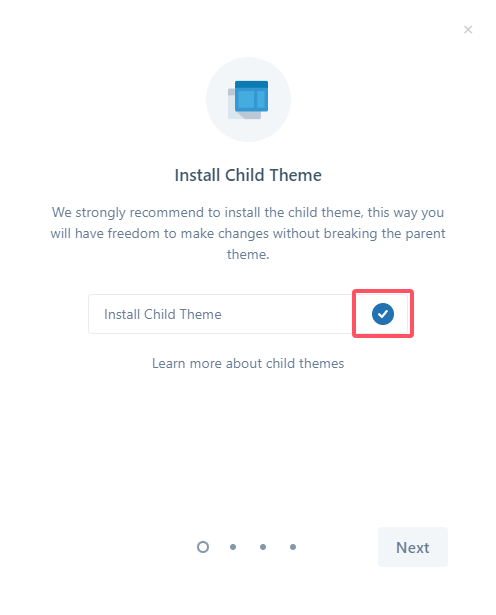 Install Child Theme
We strongly recommend to install the child theme, this way you
will have freedom to make changes without breaking the parent
theme.
Install Child Theme
Learn more about child themes
Next